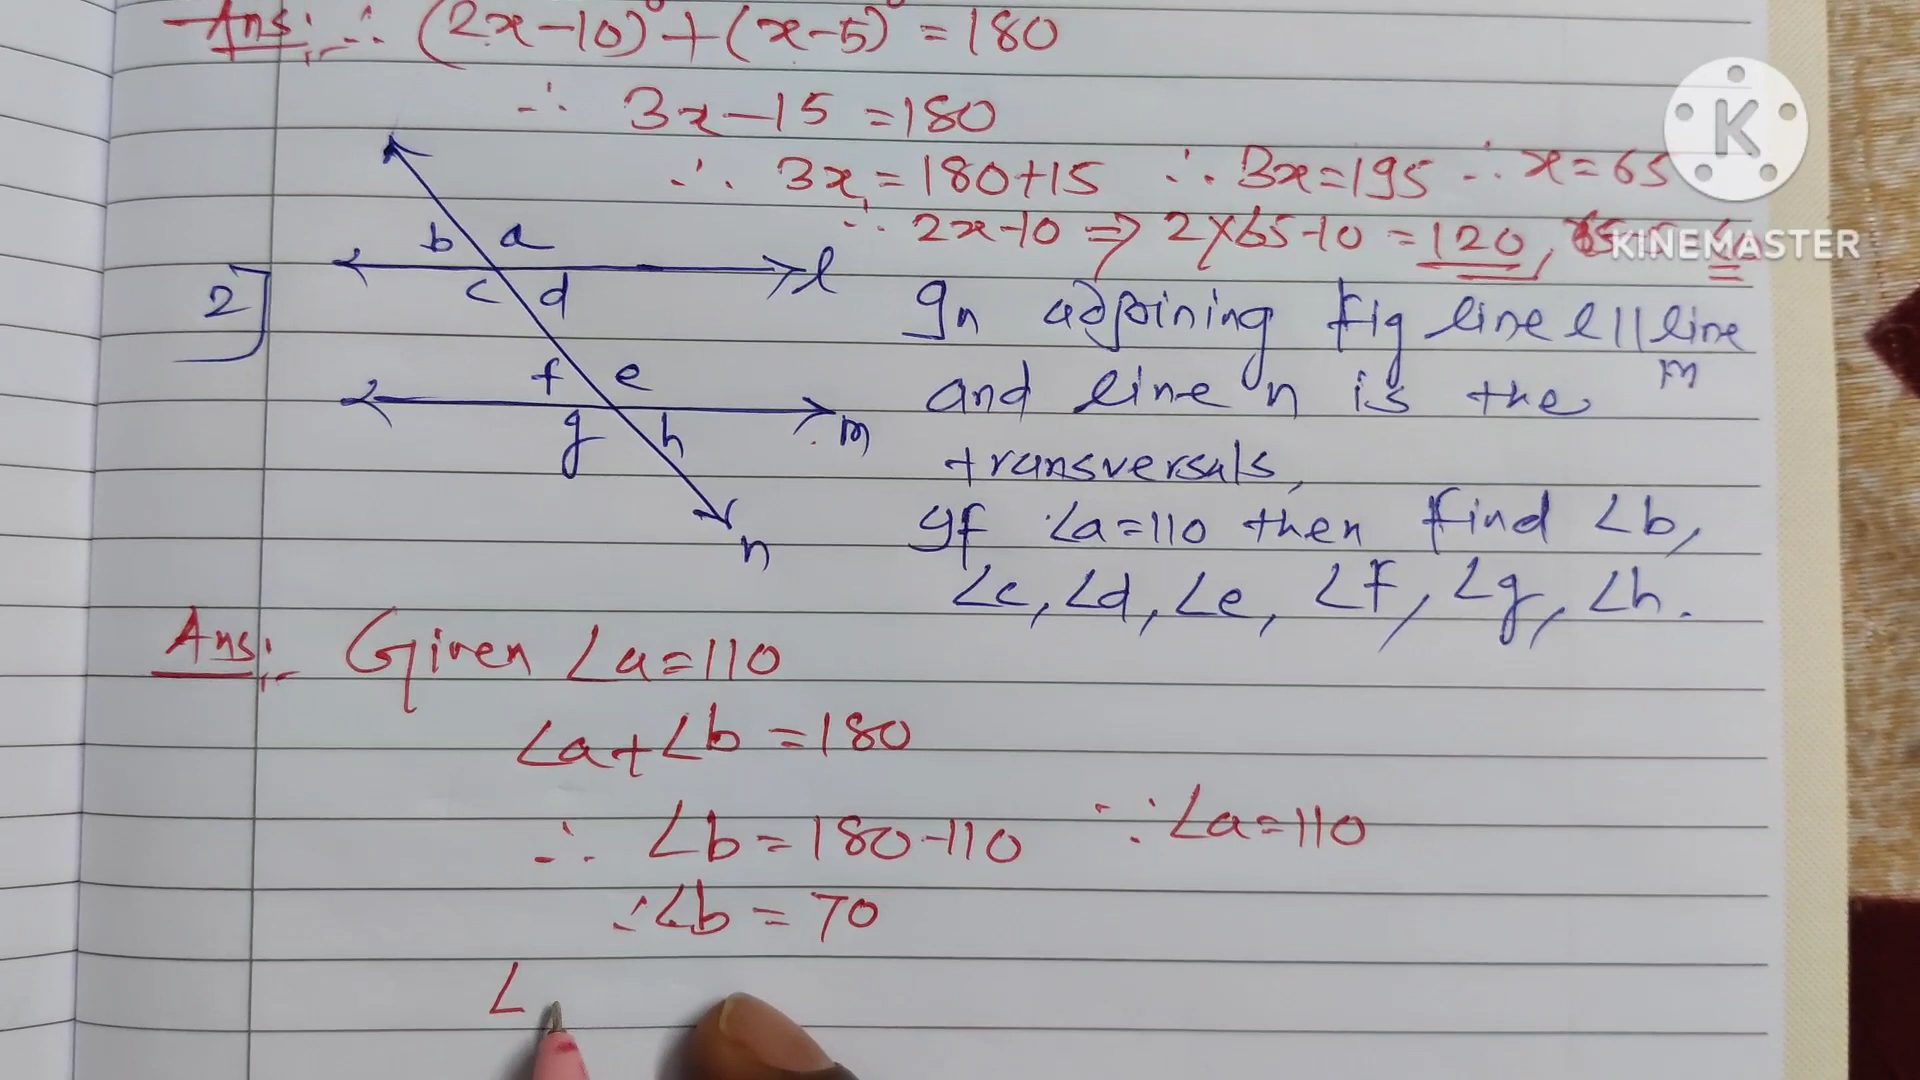 Ans:- ∴ (2x-10)° + (x-5)° = 180
∴ 3x-15 = 180
∴ 3x = 180+15 ∴ 3x=195 ∴ x=65
∴ 2x-10 ⇒ 2×65-10 = 120,
K
KINEMASTER
b a
c d
l
f e
g h
m
n
2]
In adjoining fig line l || line m
and line n is the
transversals,
If ∠a=110 then find ∠b,
∠c, ∠d, ∠e, ∠f, ∠g, ∠h.
Ans:- Given ∠a=110
∠a+∠b =180
∴ ∠b=180-110 ∵ ∠a=110
∴ ∠b = 70
∠